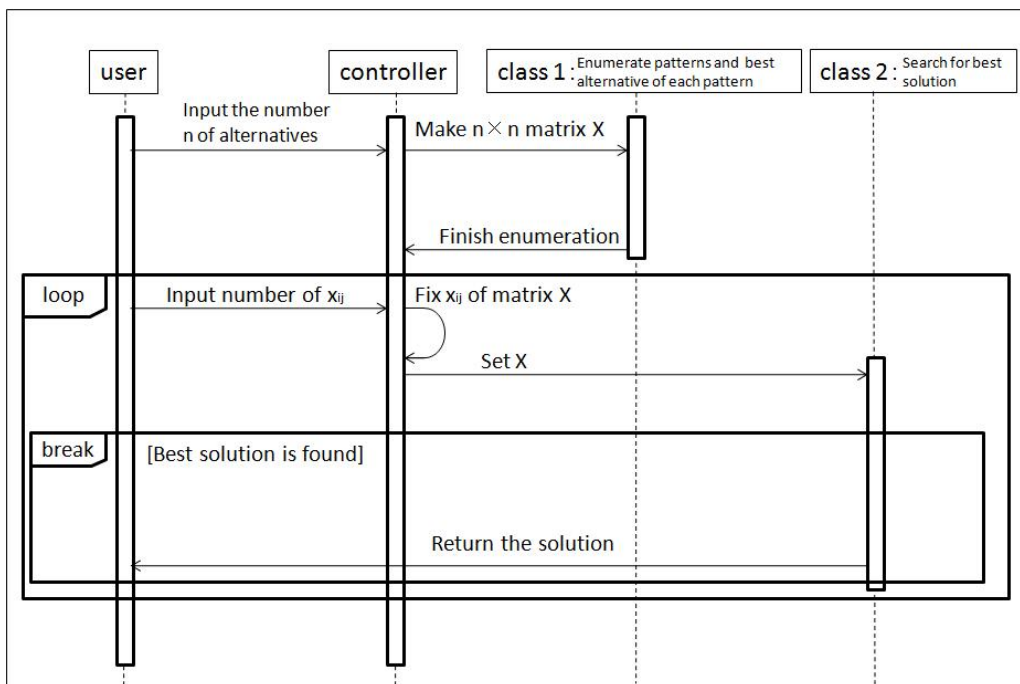 user
controller
class 1 : Enumerate patterns and best
alternative of each pattern
class 2 : Search for best
solution
Input the number
n of alternatives
Make n × n matrix X
Finish enumeration
loop
Input number of xij
Fix xij of matrix X
Set X
break
[Best solution is found]
Return the solution